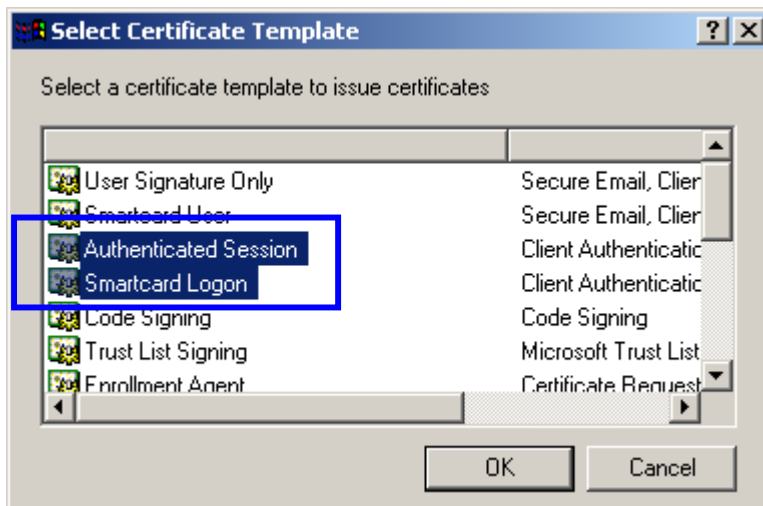 Select Certificate Template
Select a certificate template to issue certificates
User Signature Only Secure Email, Clier
Smartcard User Secure Email, Clier
Authenticated Session Client Authenticatic
Smartcard Logon Client Authenticatic
Code Signing Code Signing
Trust List Signing Microsoft Trust List
Enrollment Agent Certificate Request
OK Cancel